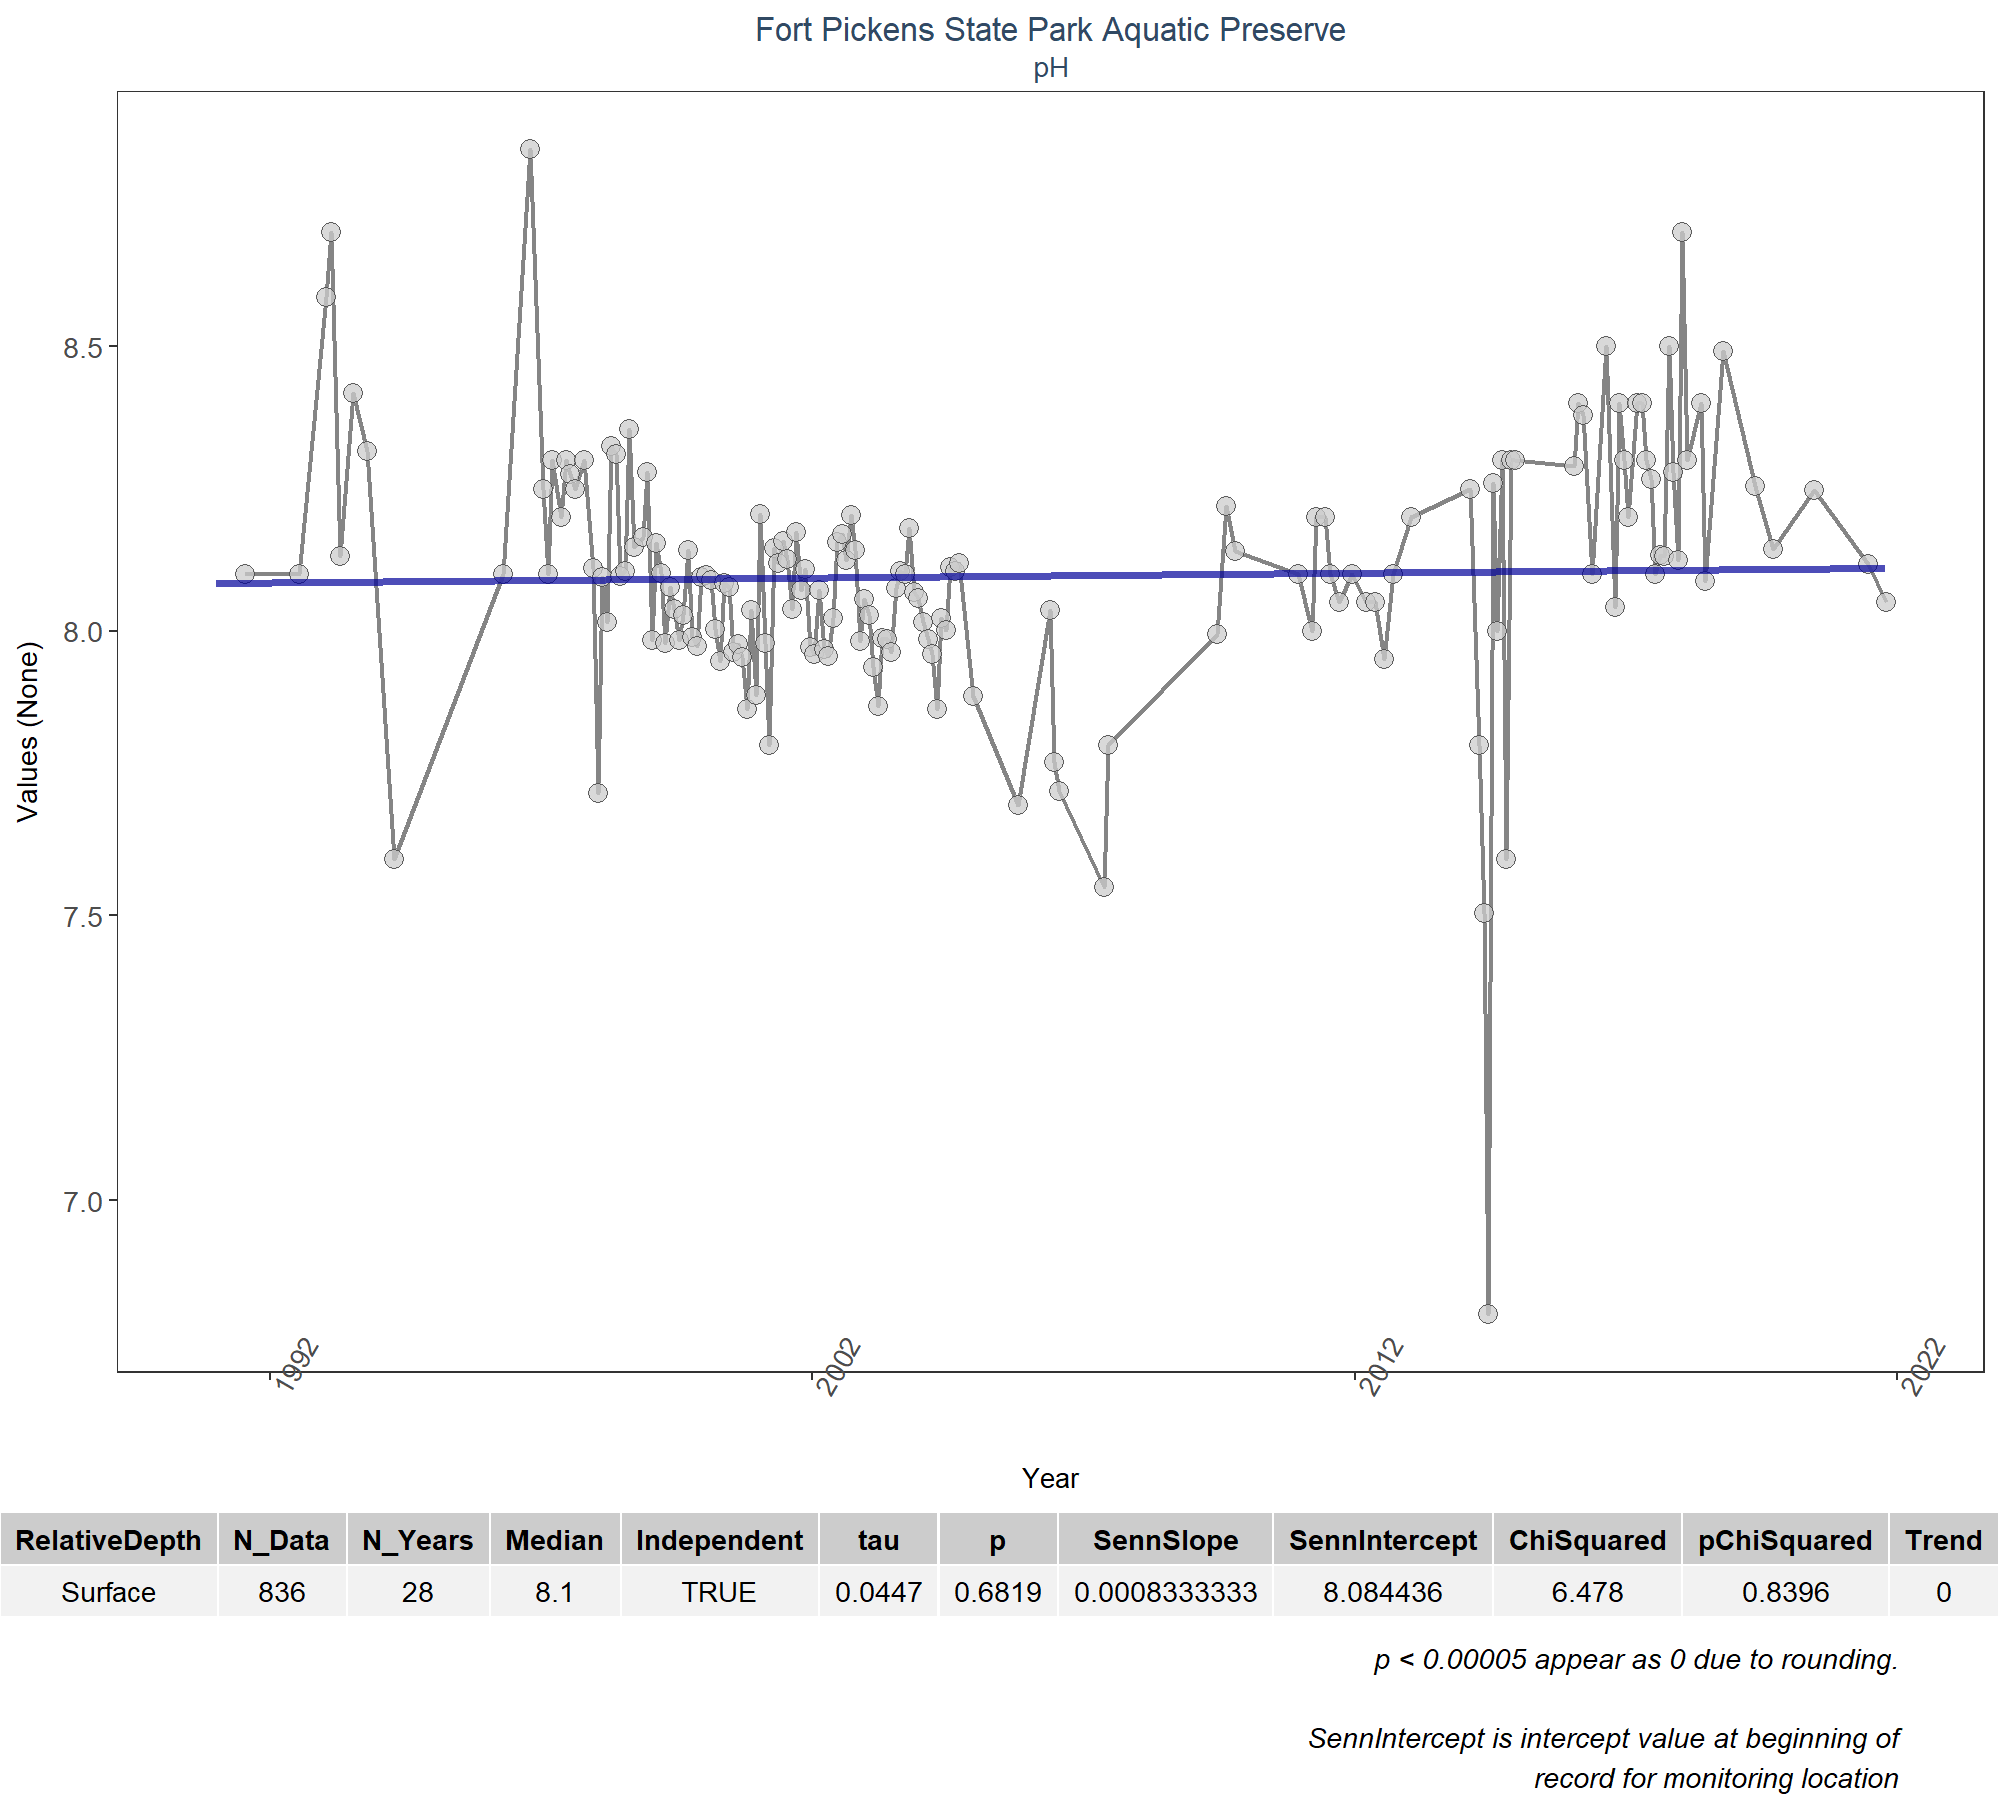 Fort Pickens State Park Aquatic Preserve
pH
8.5
8.0
7.5
7.0
Values (None)
1992
2002
2012
2022
Year
RelativeDepth N_Data N_Years Median Independent tau p SennSlope SennIntercept ChiSquared pChiSquared Trend
Surface 836 28 8.1 TRUE 0.0447 0.6819 0.0008333333 8.084436 6.478 0.8396 0
p < 0.00005 appear as 0 due to rounding.
SennIntercept is intercept value at beginning of
record for monitoring location